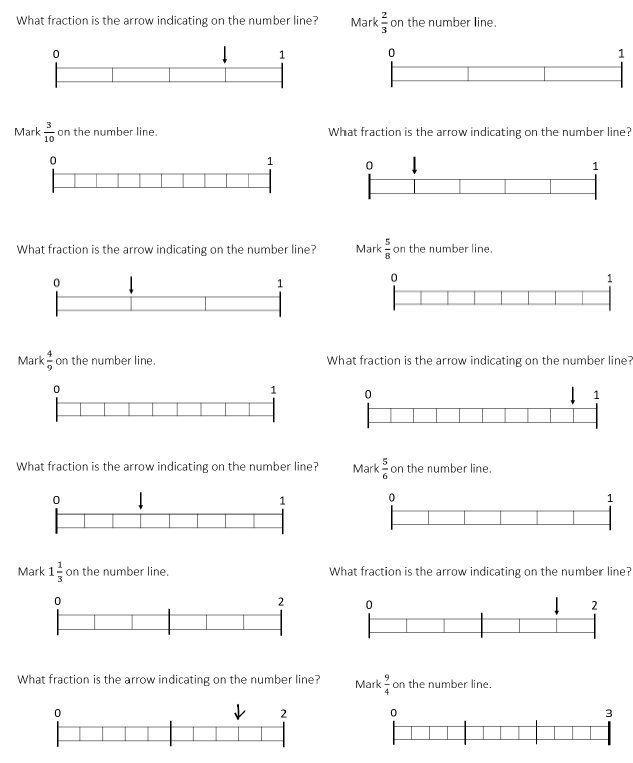 What fraction is the arrow indicating on the number line?
0 1
Mark 2/3 on the number line.
0 1
Mark 3/10 on the number line.
0 1
What fraction is the arrow indicating on the number line?
0 1
What fraction is the arrow indicating on the number line?
0 1
Mark 5/8 on the number line.
0 1
Mark 4/9 on the number line.
0 1
What fraction is the arrow indicating on the number line?
0 1
What fraction is the arrow indicating on the number line?
0 1
Mark 5/6 on the number line.
0 1
Mark 1 1/3 on the number line.
0 2
What fraction is the arrow indicating on the number line?
0 2
What fraction is the arrow indicating on the number line?
0 2
Mark 9/4 on the number line.
0 3